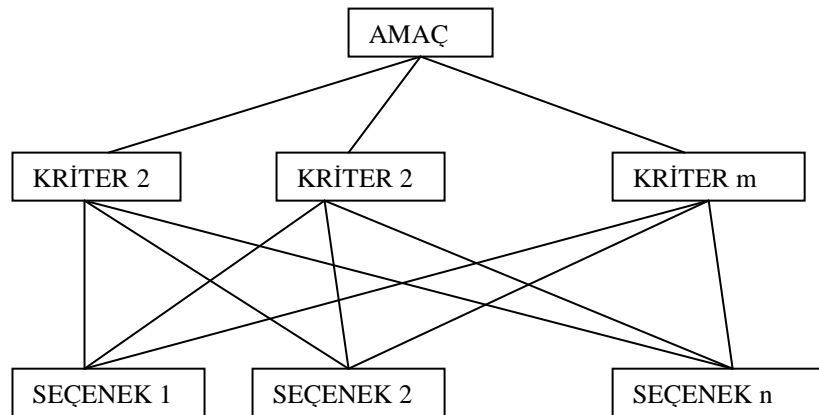 AMAÇ
KRİTER 2
KRİTER 2
KRİTER m
SEÇENEK 1
SEÇENEK 2
SEÇENEK n